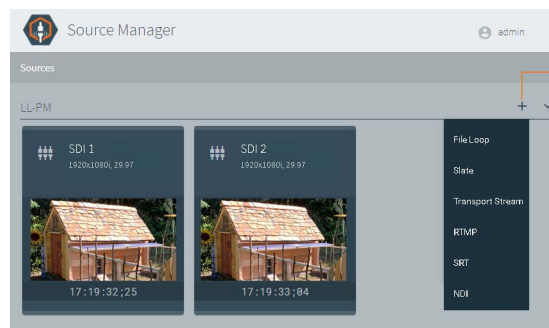 Source Manager
admin
Sources
LL-PM
SDI 1
1920x1080i, 29.97
SDI 2
1920x1080i, 29.97
17:19:32;25
17:19:33;04
File Loop
Slate
Transport Stream
RTMP
SRT
NDI